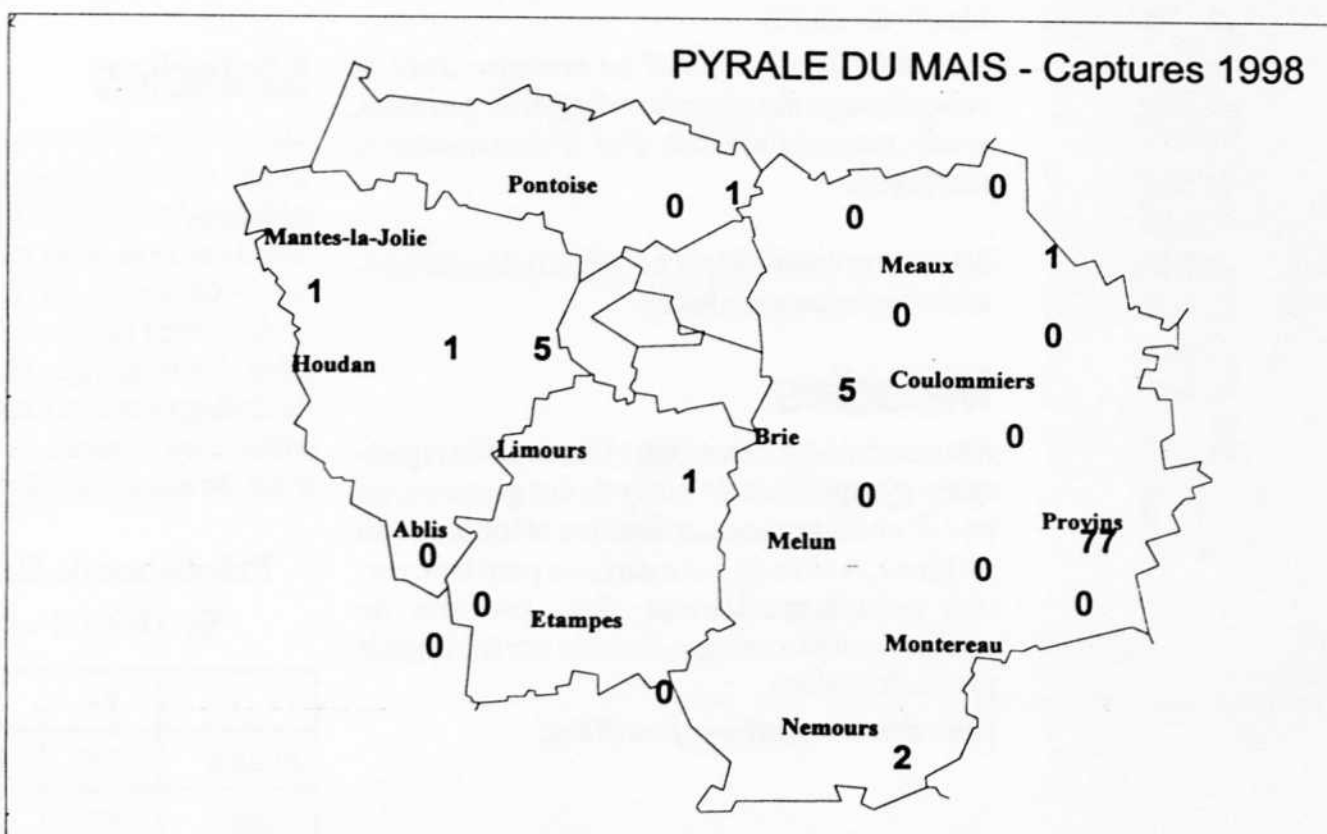 PYRALE DU MAIS - Captures 1998
Pontoise
0
1
0
0
Mantes-la-Jolie
Meaux
1
1
0
0
Houdan
1
5
Coulommiers
5
Brie
0
Limours
1
0
Ablis
0
Melun
Provins
77
0
0
0
Etampes
0
Montereau
0
Nemours
2